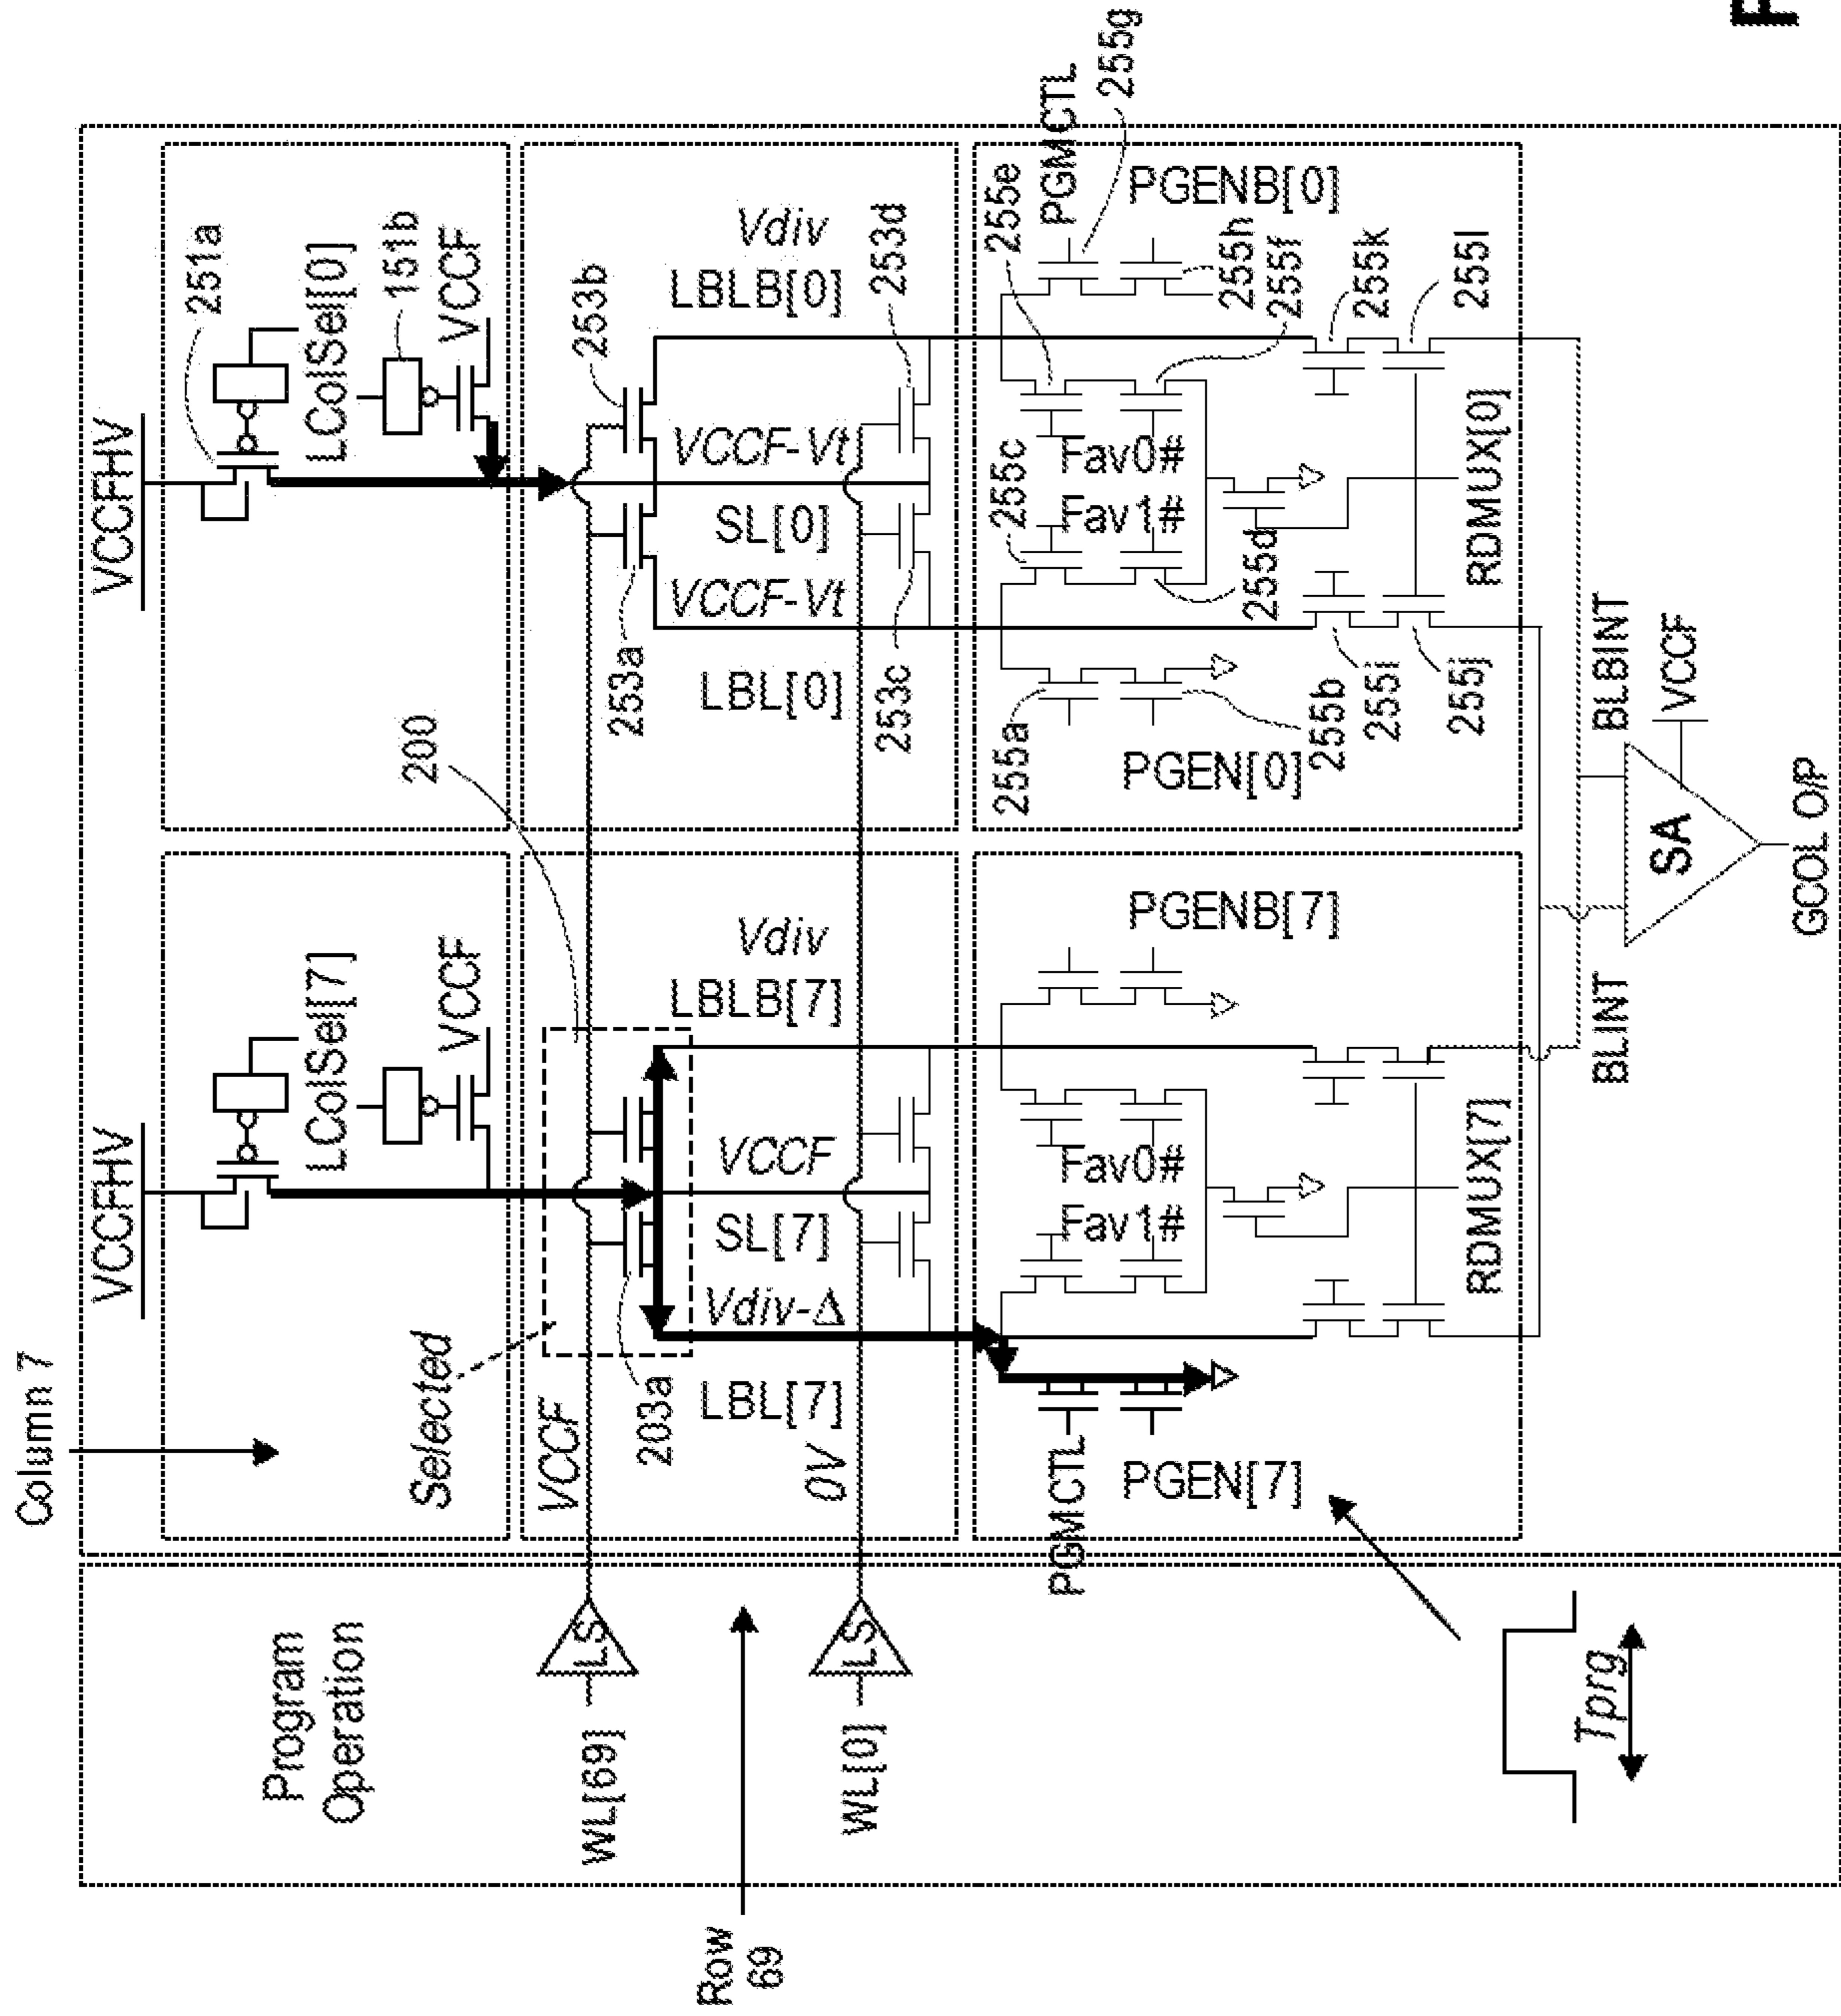 Column 7
Row
69
Program
Operation
WL[69]
WL[0]
LS
LS
Tprg
VCCFHV
LColSel[7]
VCCF
Selected
VCCF
203a
200
Vdiv
LBLB[7]
VCCF
SL[7]
Vdiv-Δ
LBL[7]
0V
PGMCTL
PGEN[7]
PGENB[7]
Fav0#
Fav1#
RDMUX[7]
VCCFHV
251a
LColSel[0]
151b
VCCF
253b
253a
Vdiv
LBLB[0]
253d
VCCF-Vt
SL[0]
VCCF-Vt
253c
LBL[0]
255e
PGMCTL
255g
PGENB[0]
255c
Fav0#
Fav1#
255f
255h
255a
255d
PGEN[0]
255b
255i
255j
255k
255l
RDMUX[0]
BLINT
BLBINT
VCCF
SA
GCOL O/P
F